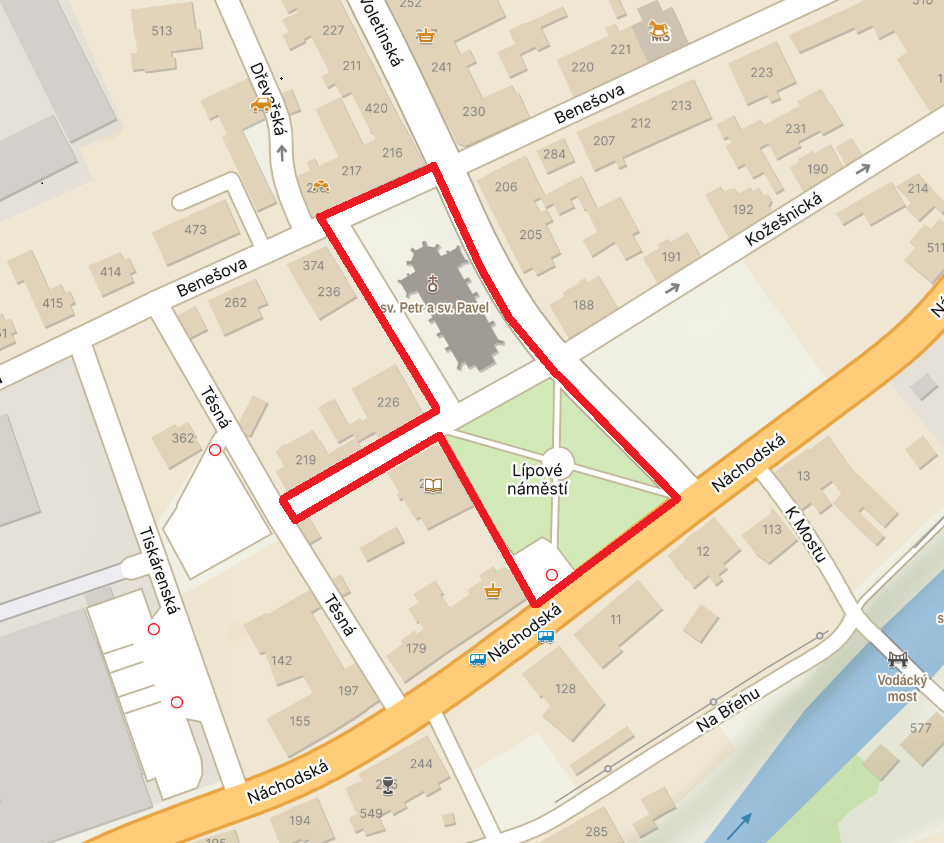 252
513
227
Voletinská
MŠ
221
211
241
220
223
Dřevařská
420
230
Benešova
213
212
231
207
216
284
217
190
206
214
192
473
205
Kožešnická
374
511
191
414
Benešova
236
415
262
188
sv. Petr a sv. Pavel
226
Těsná
362
219
Lípové
náměstí
Náchodská
13
K Mostu
113
12
Tiskárenská
Těsná
11
Náchodská
179
142
Vodácký
most
197
128
155
Na Břehu
577
244
Náchodská
549
194
285